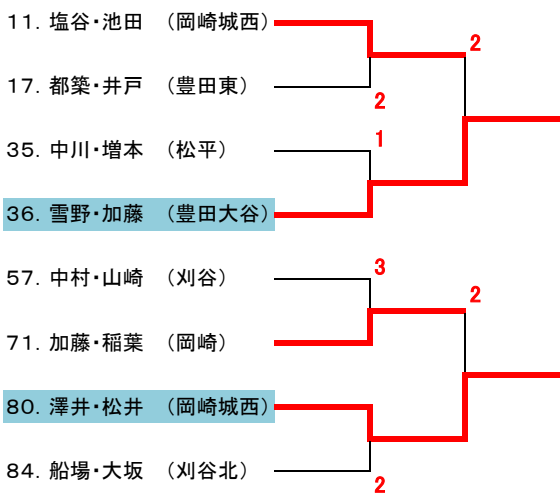 11. 塩谷・池田 (岡崎城西)
2
17. 都築・井戸 (豊田東)
2
35. 中川・増本 (松平)
1
36. 雪野・加藤 (豊田大谷)
57. 中村・山崎 (刈谷)
3
2
71. 加藤・稲葉 (岡崎)
80. 澤井・松井 (岡崎城西)
84. 船場・大坂 (刈谷北)
2